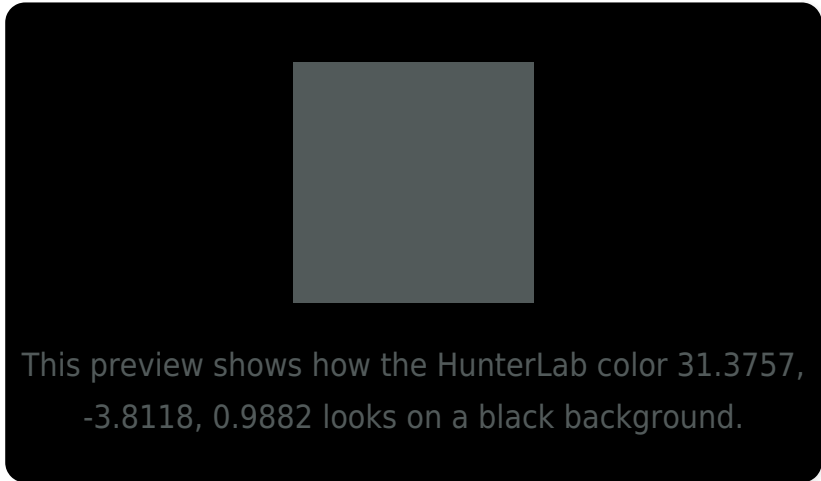 This preview shows how the HunterLab color 31.3757,
-3.8118, 0.9882 looks on a black background.